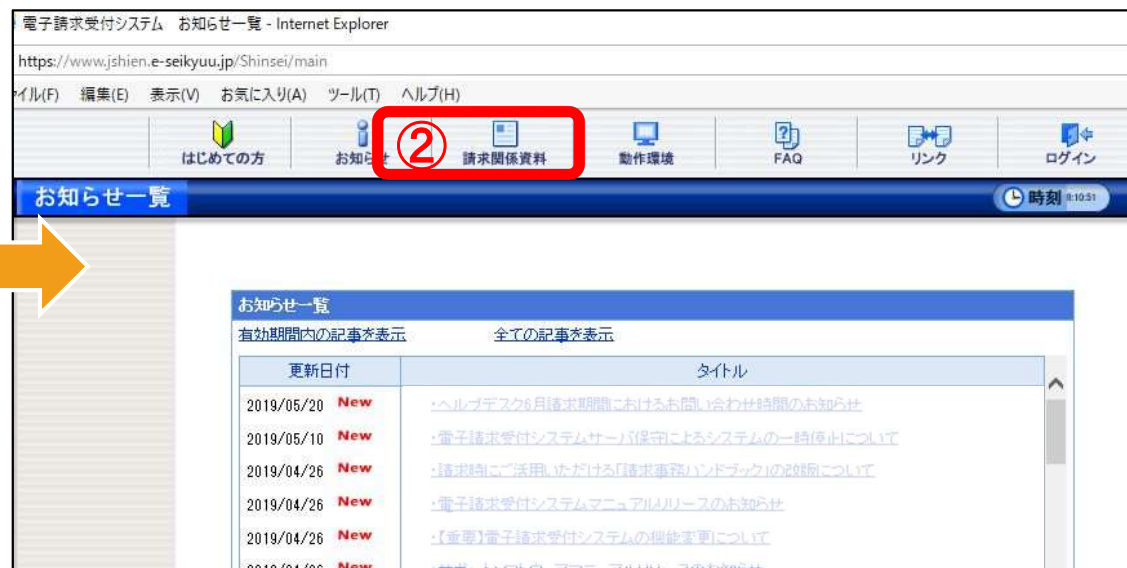 電子請求受付システム　お知らせ一覧 - Internet Explorer
https://www.jshien.e-seikyuu.jp/Shinsei/main
イル(F) 編集(E) 表示(V) お気に入り(A) ツール(T) ヘルプ(H)
はじめての方 お知らせ ② 請求関係資料 動作環境 FAQ リンク ログイン
お知らせ一覧 時刻 8:10:51
お知らせ一覧
有効期間内の記事を表示 全ての記事を表示
更新日付 タイトル
2019/05/20 New ・ヘルプデスク6月請求期間におけるお問い合わせ時間のお知らせ
2019/05/10 New ・電子請求受付システムサーバ保守によるシステムの一時停止について
2019/04/26 New ・請求時にご活用いただける「請求事務ハンドブック」の改版について
2019/04/26 New ・電子請求受付システムマニュアルリリースのお知らせ
2019/04/26 New ・【重要】電子請求受付システムの機能変更について
New